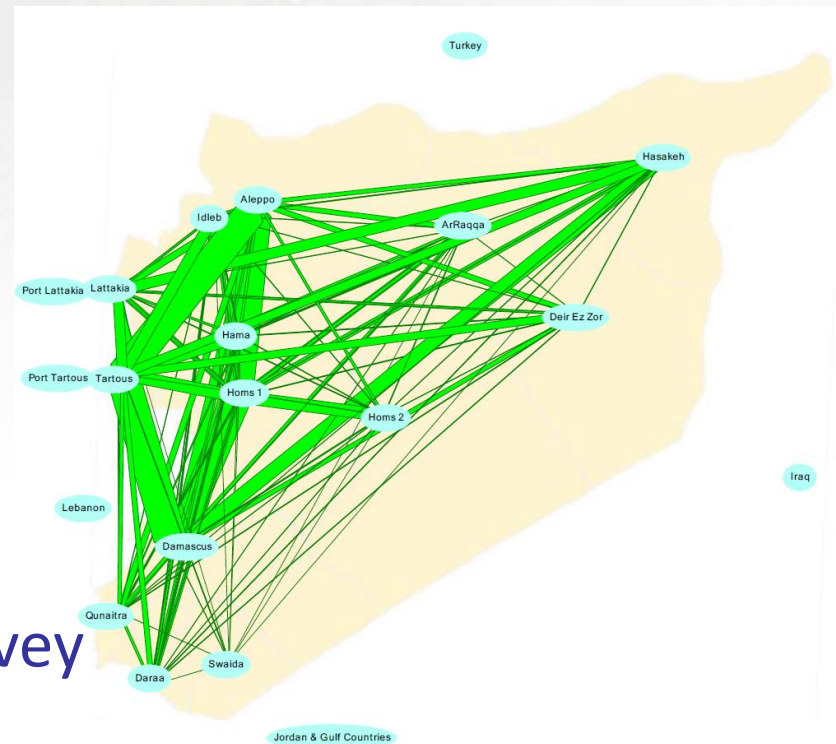 Turkey
Hasakeh
Aleppo
Idleb
ArRaqqa
Port Lattakia
Lattakia
Deir Ez Zor
Hama
Port Tartous
Tartous
Homs 1
Homs 2
Iraq
Lebanon
Damascus
Qunaitra
vey
Swaida
Daraa
Jordan & Gulf Countries